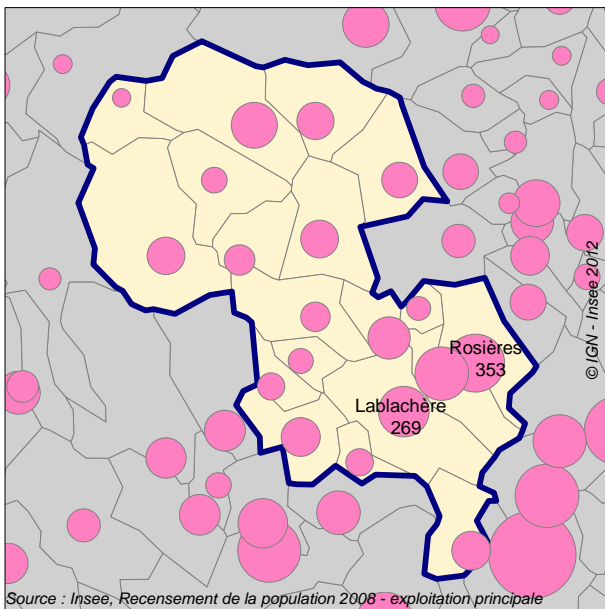 Rosières
353
Lablachère
269
© IGN - Insee 2012
Source : Insee, Recensement de la population 2008 - exploitation principale